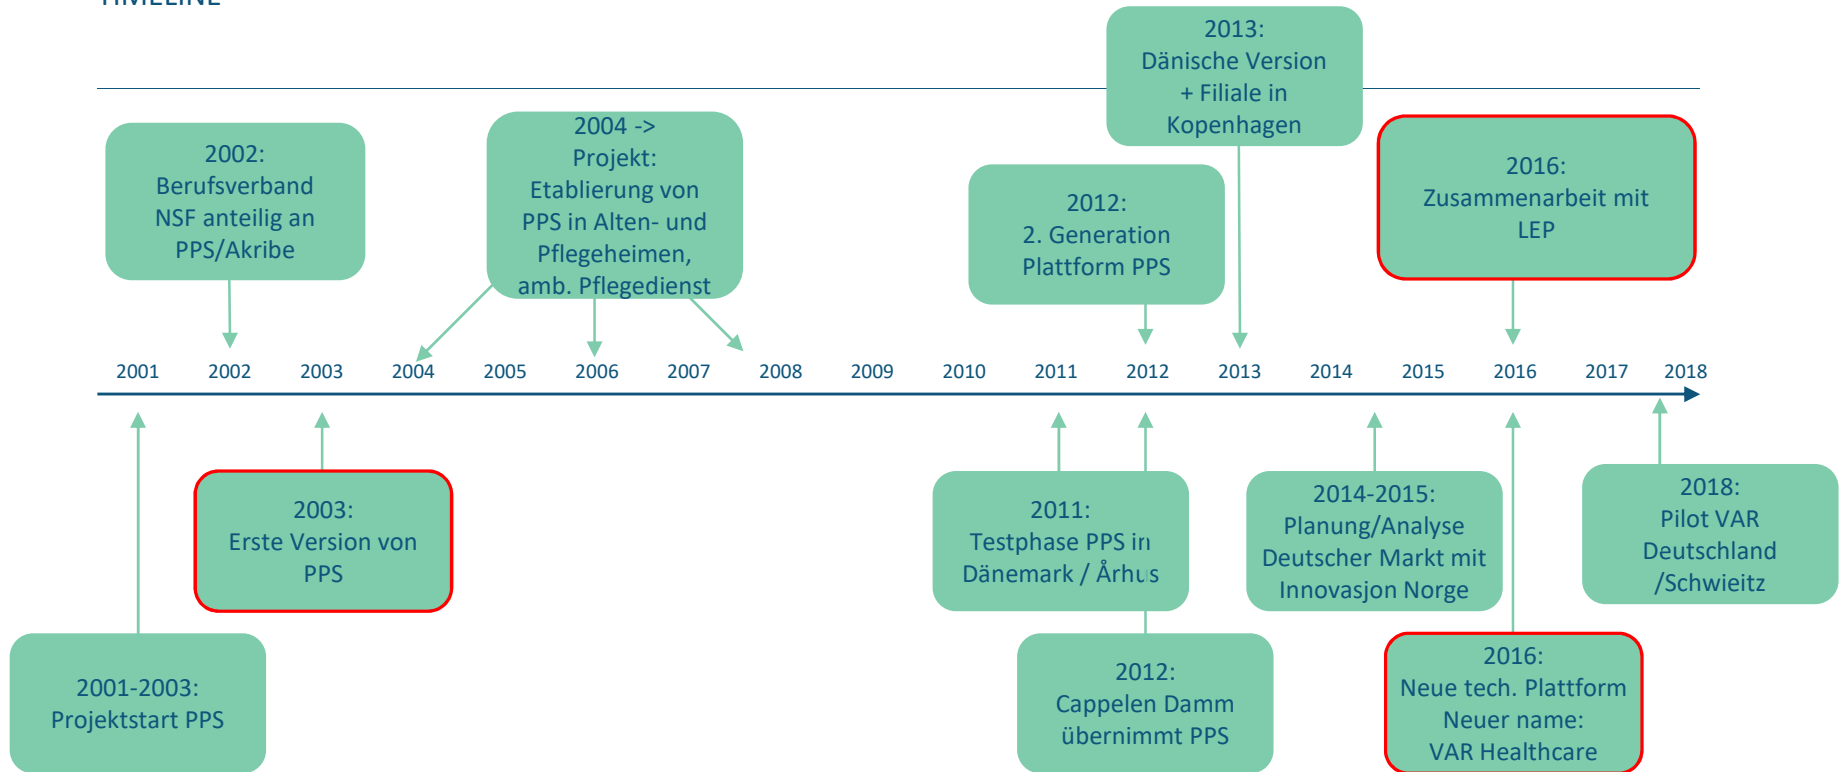 TIMELINE
2013:
Dänische Version
+ Filiale in
Kopenhagen
2002:
Berufsverband
NSF anteilig an
PPS/Akribe
2004 ->
Projekt:
Etablierung von
PPS in Alten- und
Pflegeheimen,
amb. Pflegedienst
2012:
2. Generation
Plattform PPS
2016:
Zusammenarbeit mit
LEP
2001 2002 2003 2004 2005 2006 2007 2008 2009 2010 2011 2012 2013 2014 2015 2016 2017 2018
2001-2003:
Projektstart PPS
2003:
Erste Version von
PPS
2011:
Testphase PPS in
Dänemark / Århus
2012:
Cappelen Damm
übernimmt PPS
2014-2015:
Planung/Analyse
Deutscher Markt mit
Innovasjon Norge
2016:
Neue tech. Plattform
Neuer name:
VAR Healthcare
2018:
Pilot VAR
Deutschland
/Schwieitz